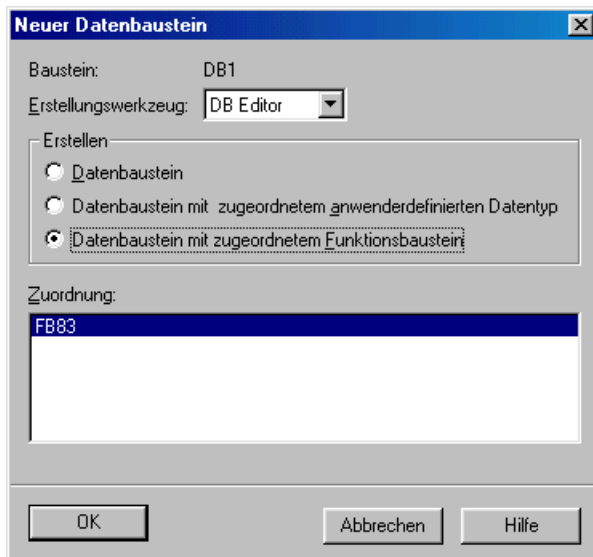 Neuer Datenbaustein
Baustein: DB1
Erstellungswerkzeug: DB Editor
Erstellen
Datenbaustein
Datenbaustein mit zugeordnetem anwenderdefinierten Datentyp
Datenbaustein mit zugeordnetem Funktionsbaustein
Zuordnung:
FB83
OK Abbrechen Hilfe